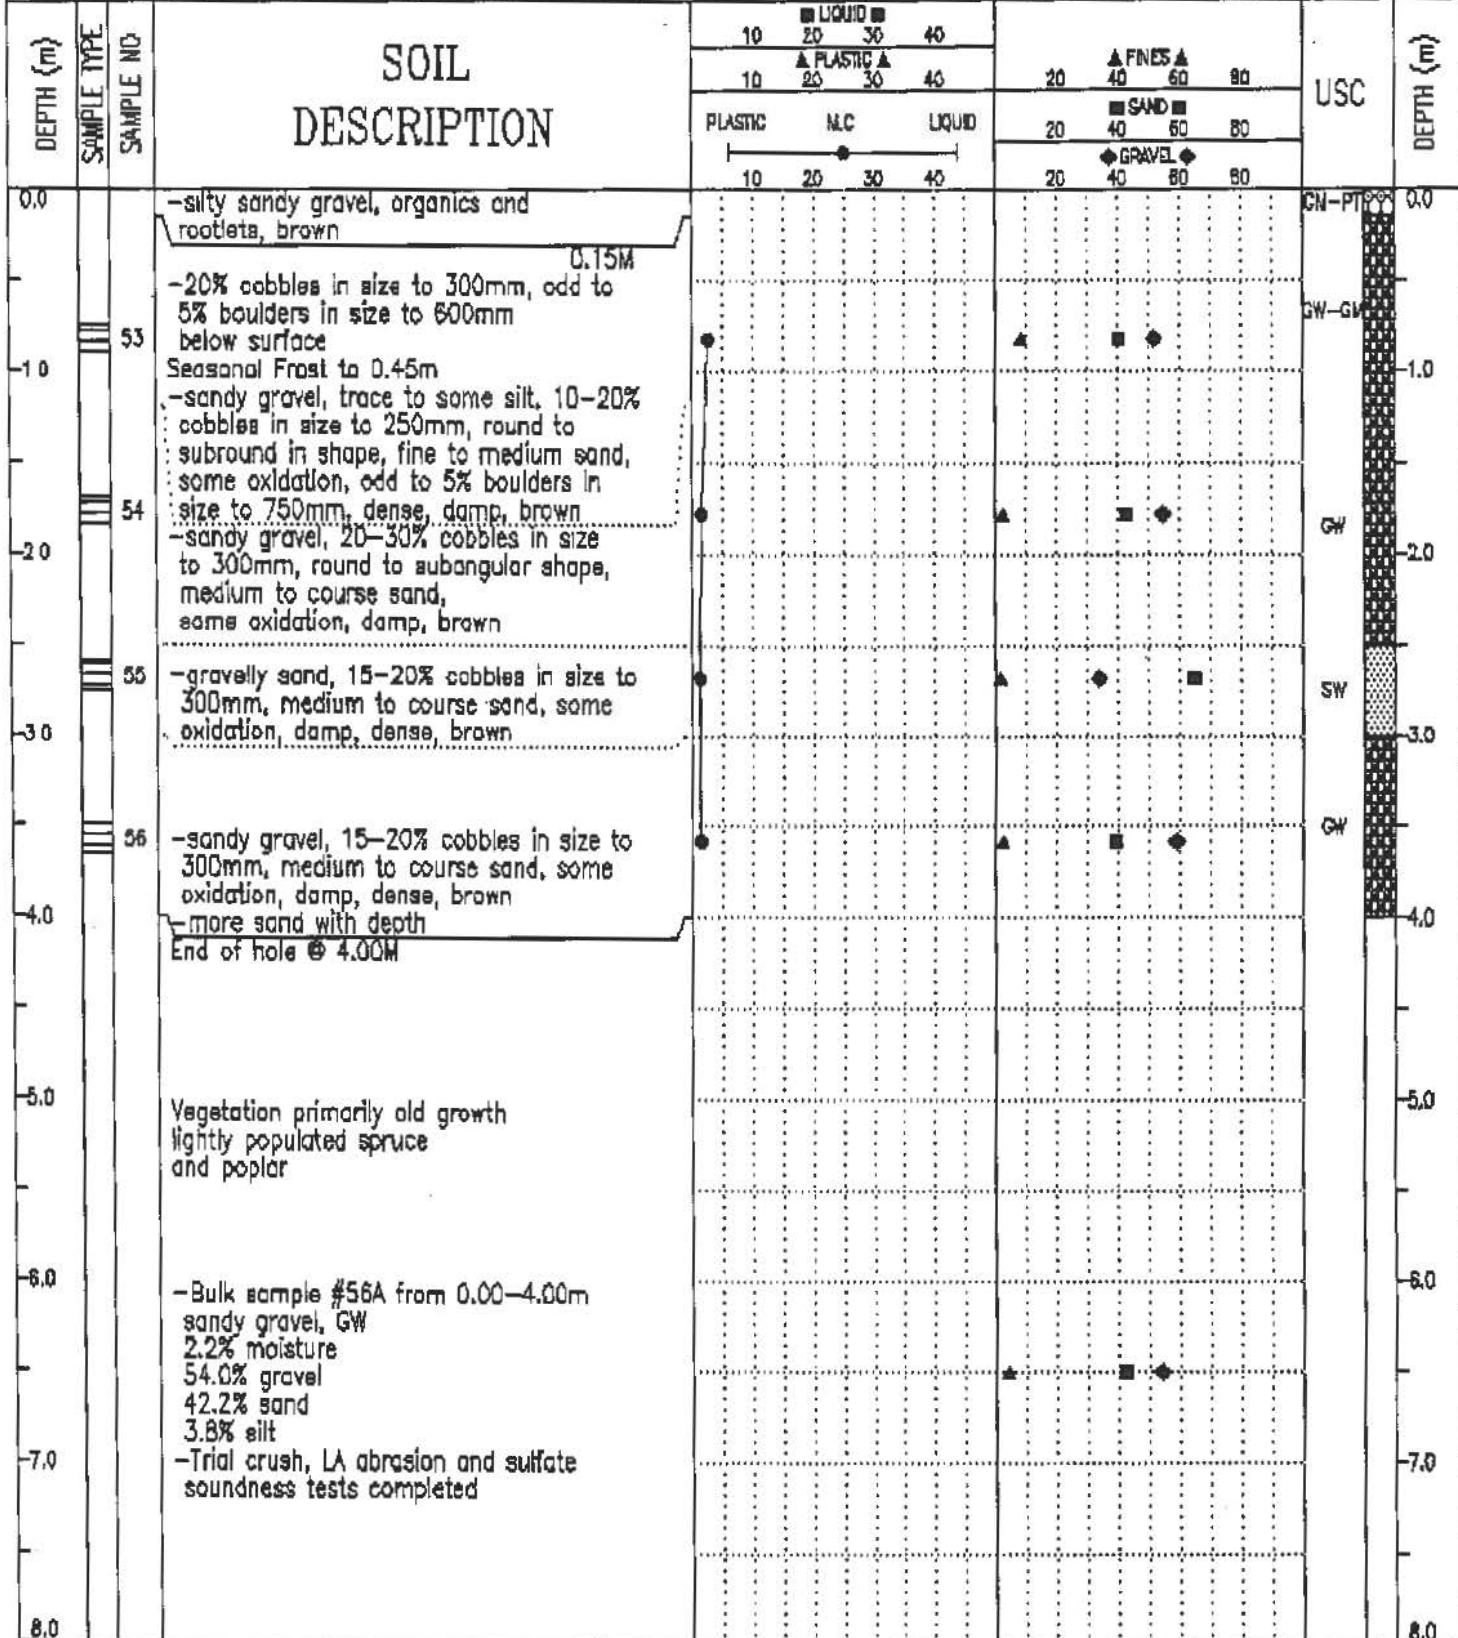 DEPTH (m)
SAMPLE TYPE
SAMPLE NO
SOIL
DESCRIPTION
■ LIQUID ■
10 20 30 40
▲ PLASTIC ▲
10 20 30 40
PLASTIC M.C LIQUID
10 20 30 40
▲ FINES ▲
20 40 60 80
■ SAND ■
20 40 60 80
◆ GRAVEL ◆
20 40 60 80
USC
DEPTH (m)
0.0
-silty sandy gravel, organics and
rootlets, brown
0.15M
-20% cobbles in size to 300mm, odd to
5% boulders in size to 600mm
below surface
Seasonal Frost to 0.45m
-sandy gravel, trace to some silt, 10-20%
cobbles in size to 250mm, round to
subround in shape, fine to medium sand,
some oxidation, odd to 5% boulders in
size to 750mm, dense, damp, brown
-sandy gravel, 20-30% cobbles in size
to 300mm, round to subangular shape,
medium to course sand,
some oxidation, damp, brown
-gravelly sand, 15-20% cobbles in size to
300mm, medium to course sand, some
oxidation, damp, dense, brown
-sandy gravel, 15-20% cobbles in size to
300mm, medium to course sand, some
oxidation, damp, dense, brown
-more sand with depth
End of hole @ 4.00M
Vegetation primarily old growth
lightly populated spruce
and poplar
-Bulk sample #56A from 0.00-4.00m
sandy gravel, GW
2.2% moisture
54.0% gravel
42.2% sand
3.8% silt
-Trial crush, LA abrasion and sulfate
soundness tests completed
53
54
55
56
1.0
2.0
3.0
4.0
5.0
6.0
7.0
8.0
GW-GM
GW
SW
GW
0.0
1.0
2.0
3.0
4.0
5.0
6.0
7.0
8.0